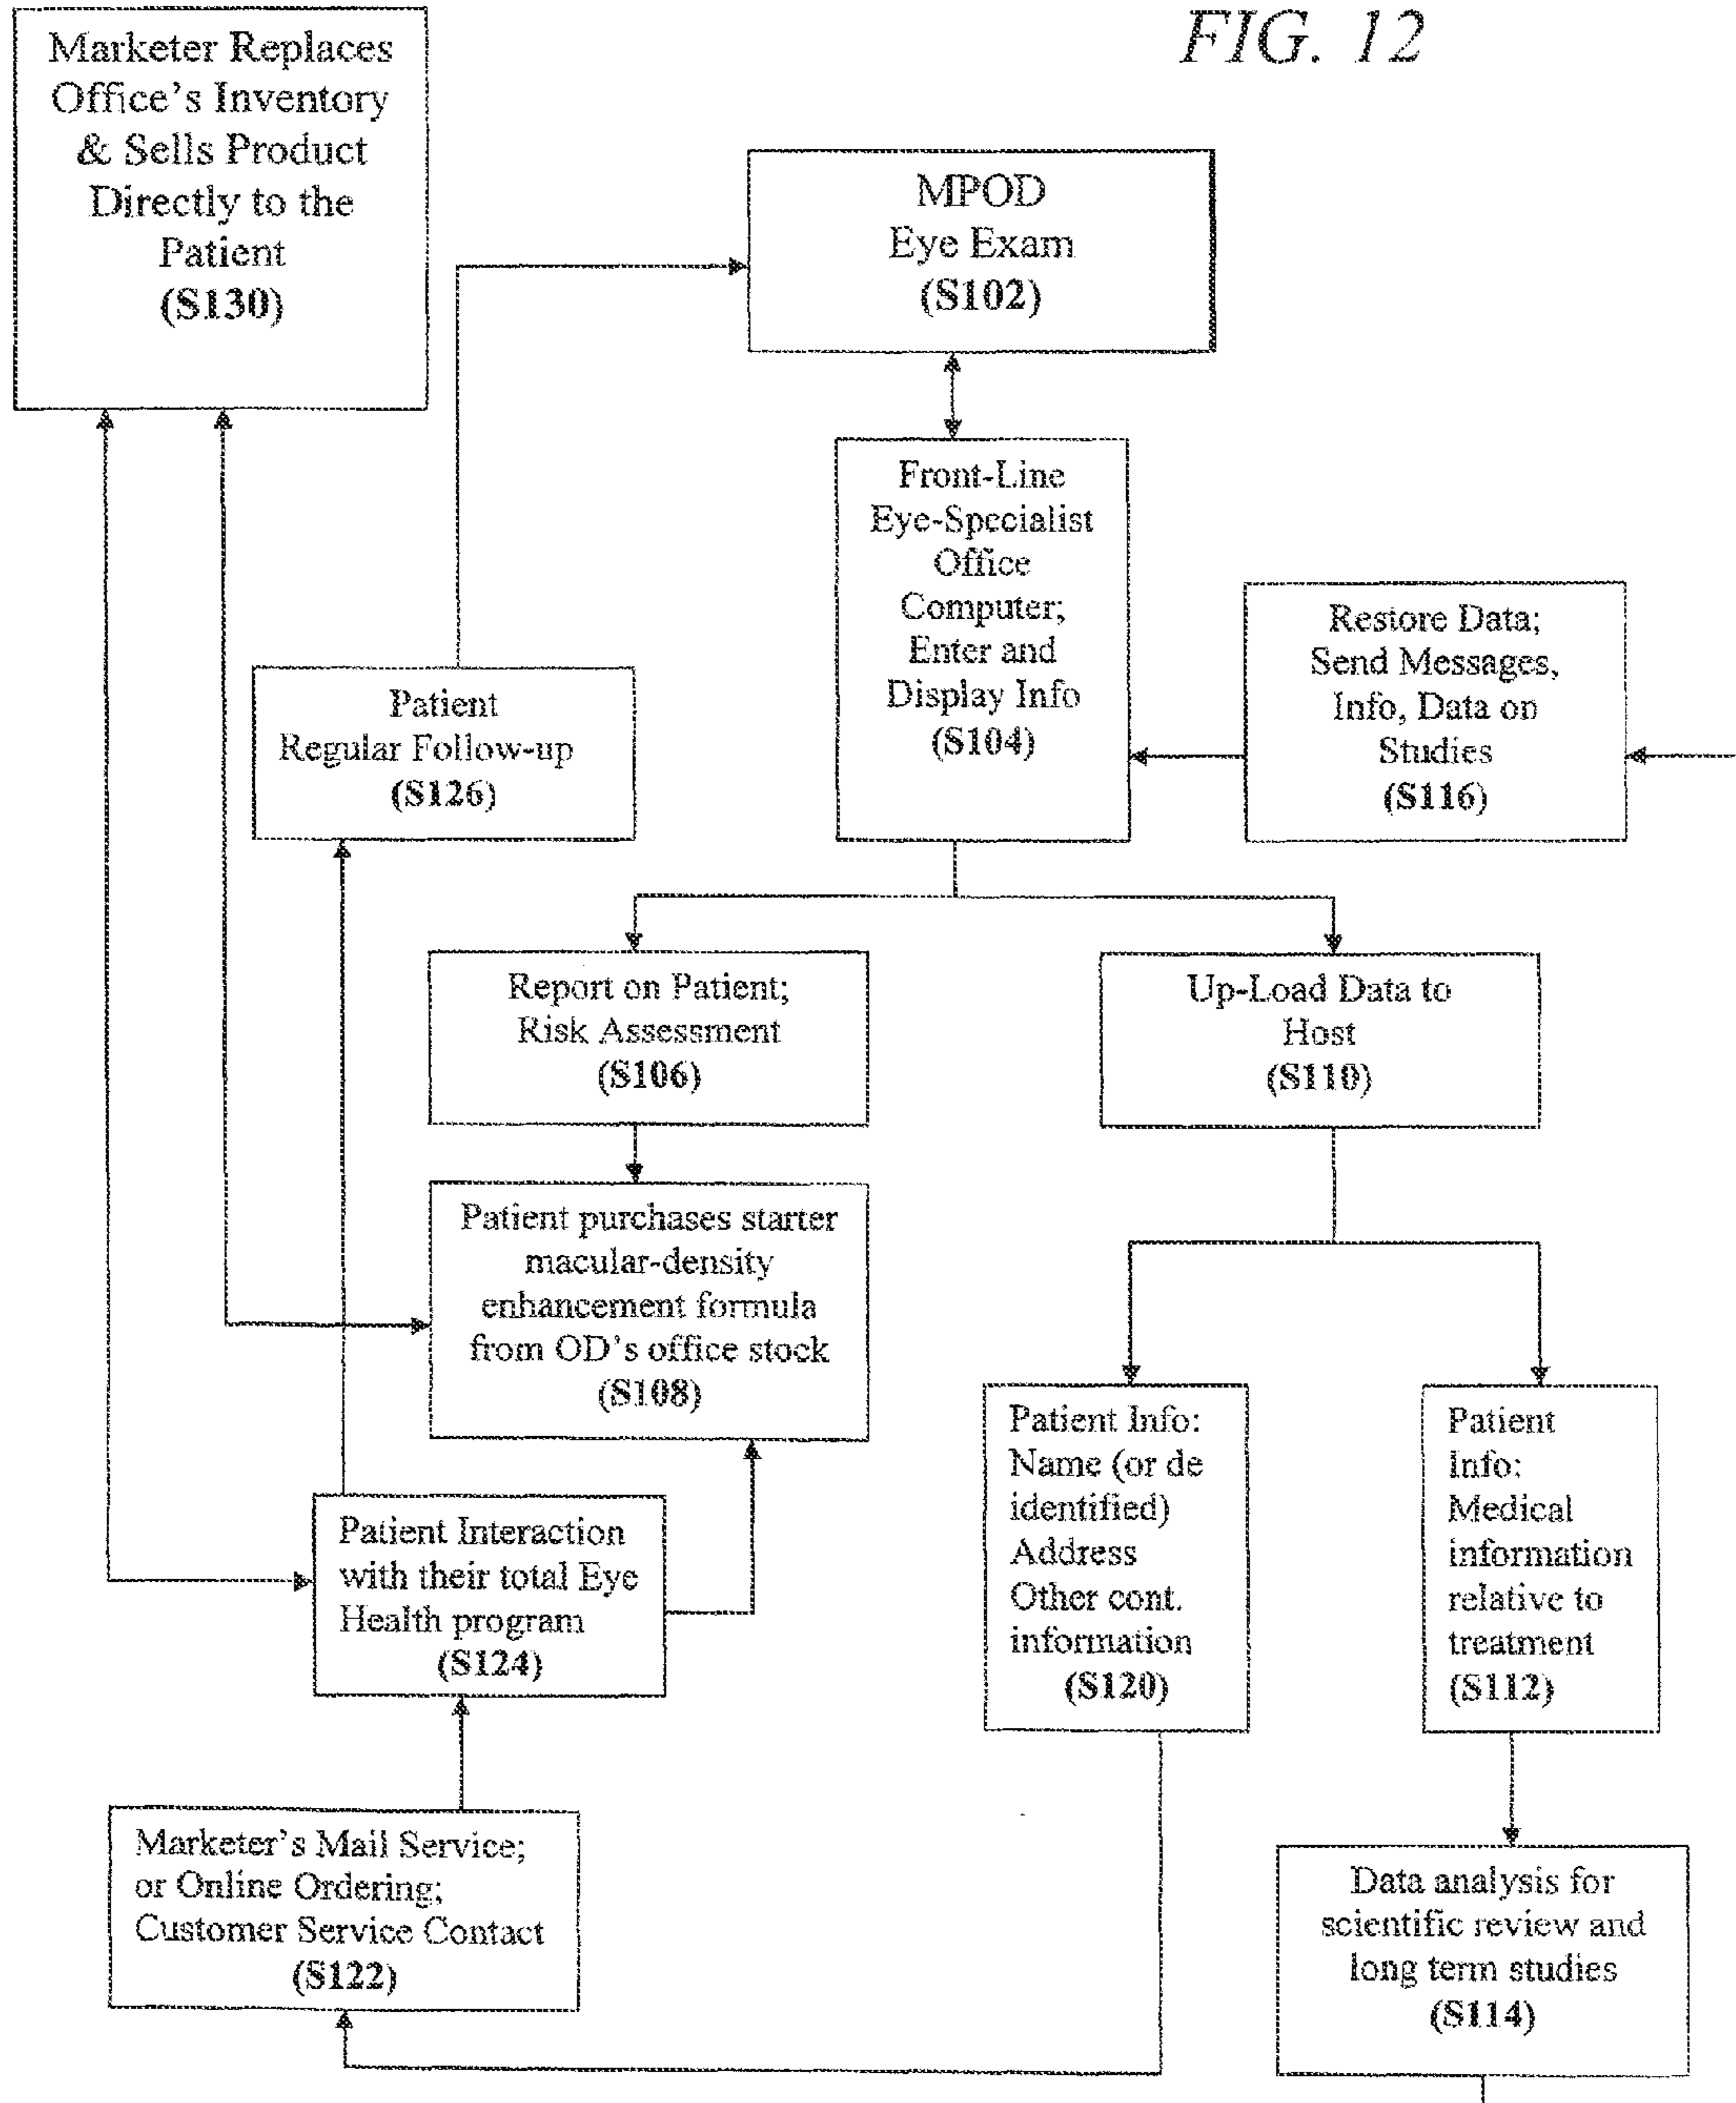 FIG. 12
Marketer Replaces
Office's Inventory
& Sells Product
Directly to the
Patient
(S130)
MPOD
Eye Exam
(S102)
Front-Line
Eye-Specialist
Office
Computer;
Enter and
Display Info
(S104)
Restore Data;
Send Messages,
Info, Data on
Studies
(S116)
Patient
Regular Follow-up
(S126)
Report on Patient;
Risk Assessment
(S106)
Up-Load Data to
Host
(S110)
Patient purchases starter
macular-density
enhancement formula
from OD's office stock
(S108)
Patient Info:
Name (or de
identified)
Address
Other cont.
information
(S120)
Patient
Info:
Medical
information
relative to
treatment
(S112)
Patient Interaction
with their total Eye
Health program
(S124)
Marketer's Mail Service;
or Online Ordering;
Customer Service Contact
(S122)
Data analysis for
scientific review and
long term studies
(S114)